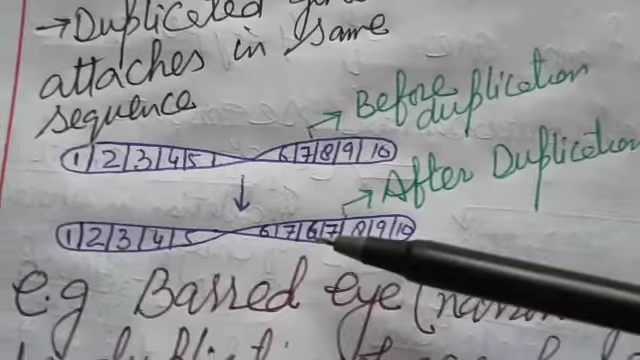 → Duplicated
attaches in same
sequence
Before
duplication
1 2 3 4 5 6 7 8 9 10
After Duplication
1 2 3 4 5 6 7 6 7 8 9 10
e.g Barred eye